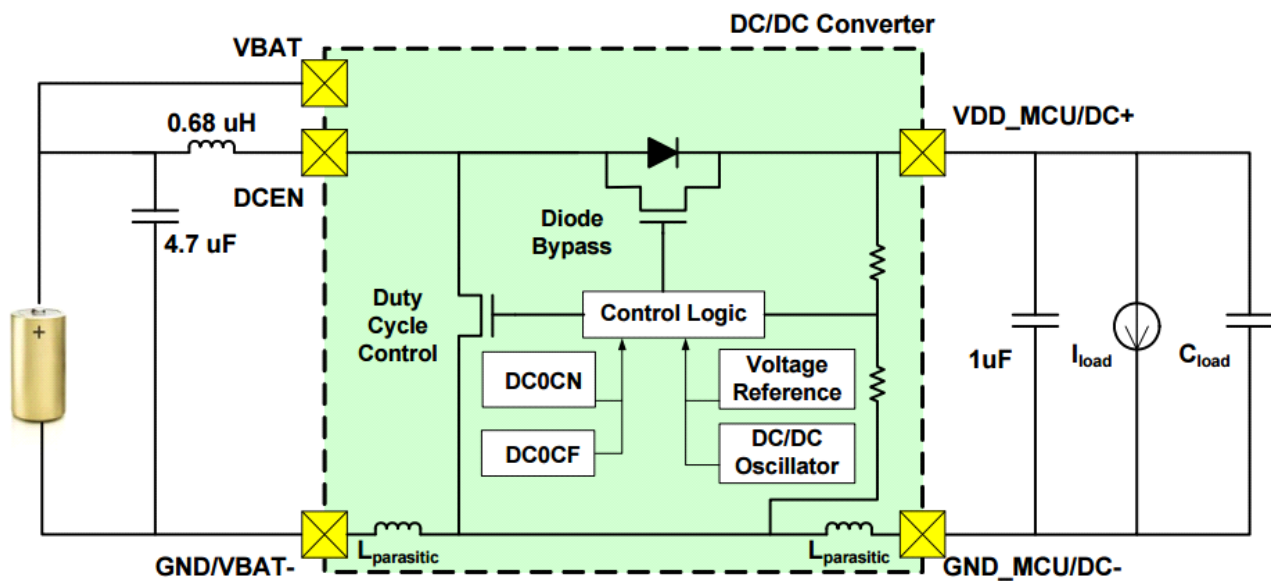 DC/DC Converter
VBAT
0.68 uH
VDD_MCU/DC+
DCEN
4.7 uF
Diode
Bypass
+
Duty
Cycle
Control
Control Logic
1uF
Iload
Cload
DC0CN
Voltage
Reference
DC0CF
DC/DC
Oscillator
Lparasitic
Lparasitic
GND/VBAT-
GND_MCU/DC-